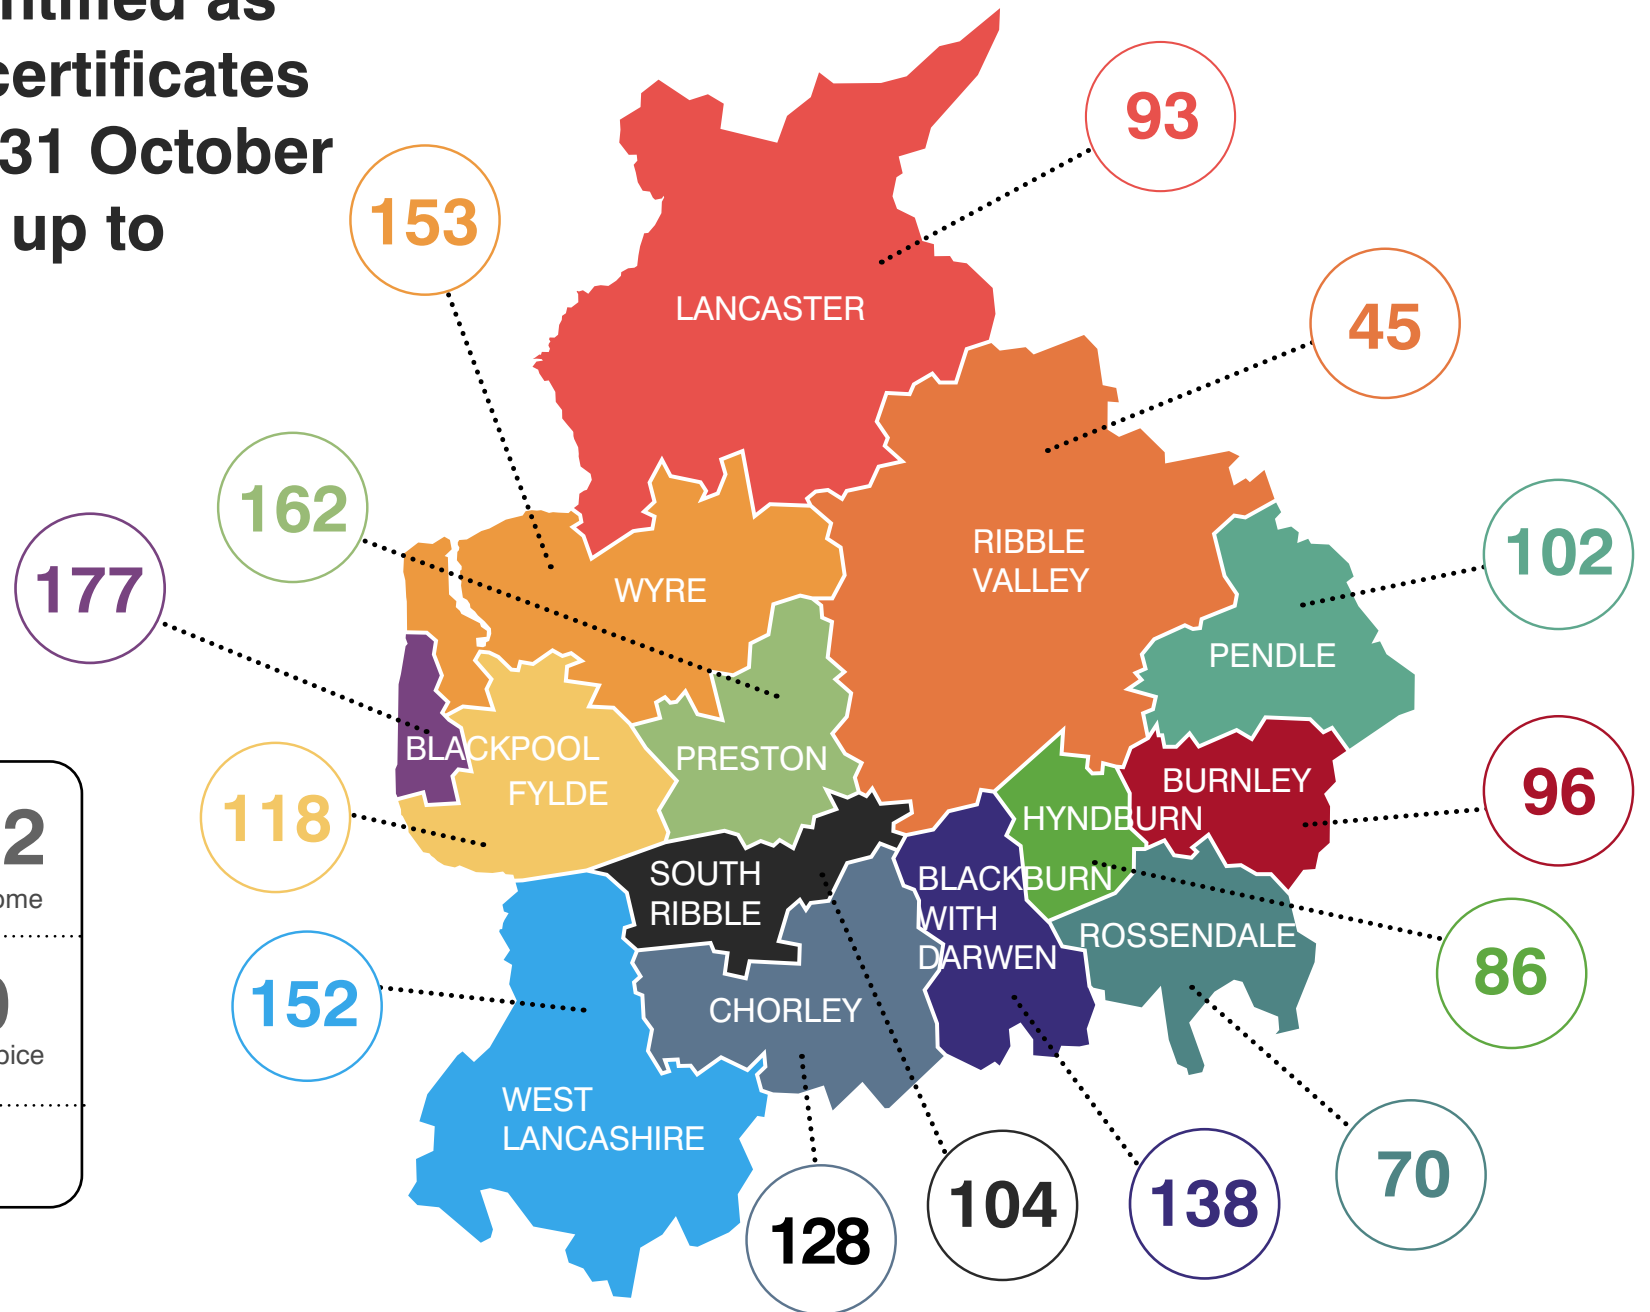 as
certificates
31 October
up to
93
153
45
LANCASTER
162
102
RIBBLE
VALLEY
177
WYRE
PENDLE
BLACKPOOL
PRESTON
FYLDE
BURNLEY
96
118
HYNDBURN
2
SOUTH
RIBBLE
BLACKBURN
WITH
DARWEN
ROSSENDALE
86
152
CHORLEY
WEST
LANCASHIRE
70
104
138
128